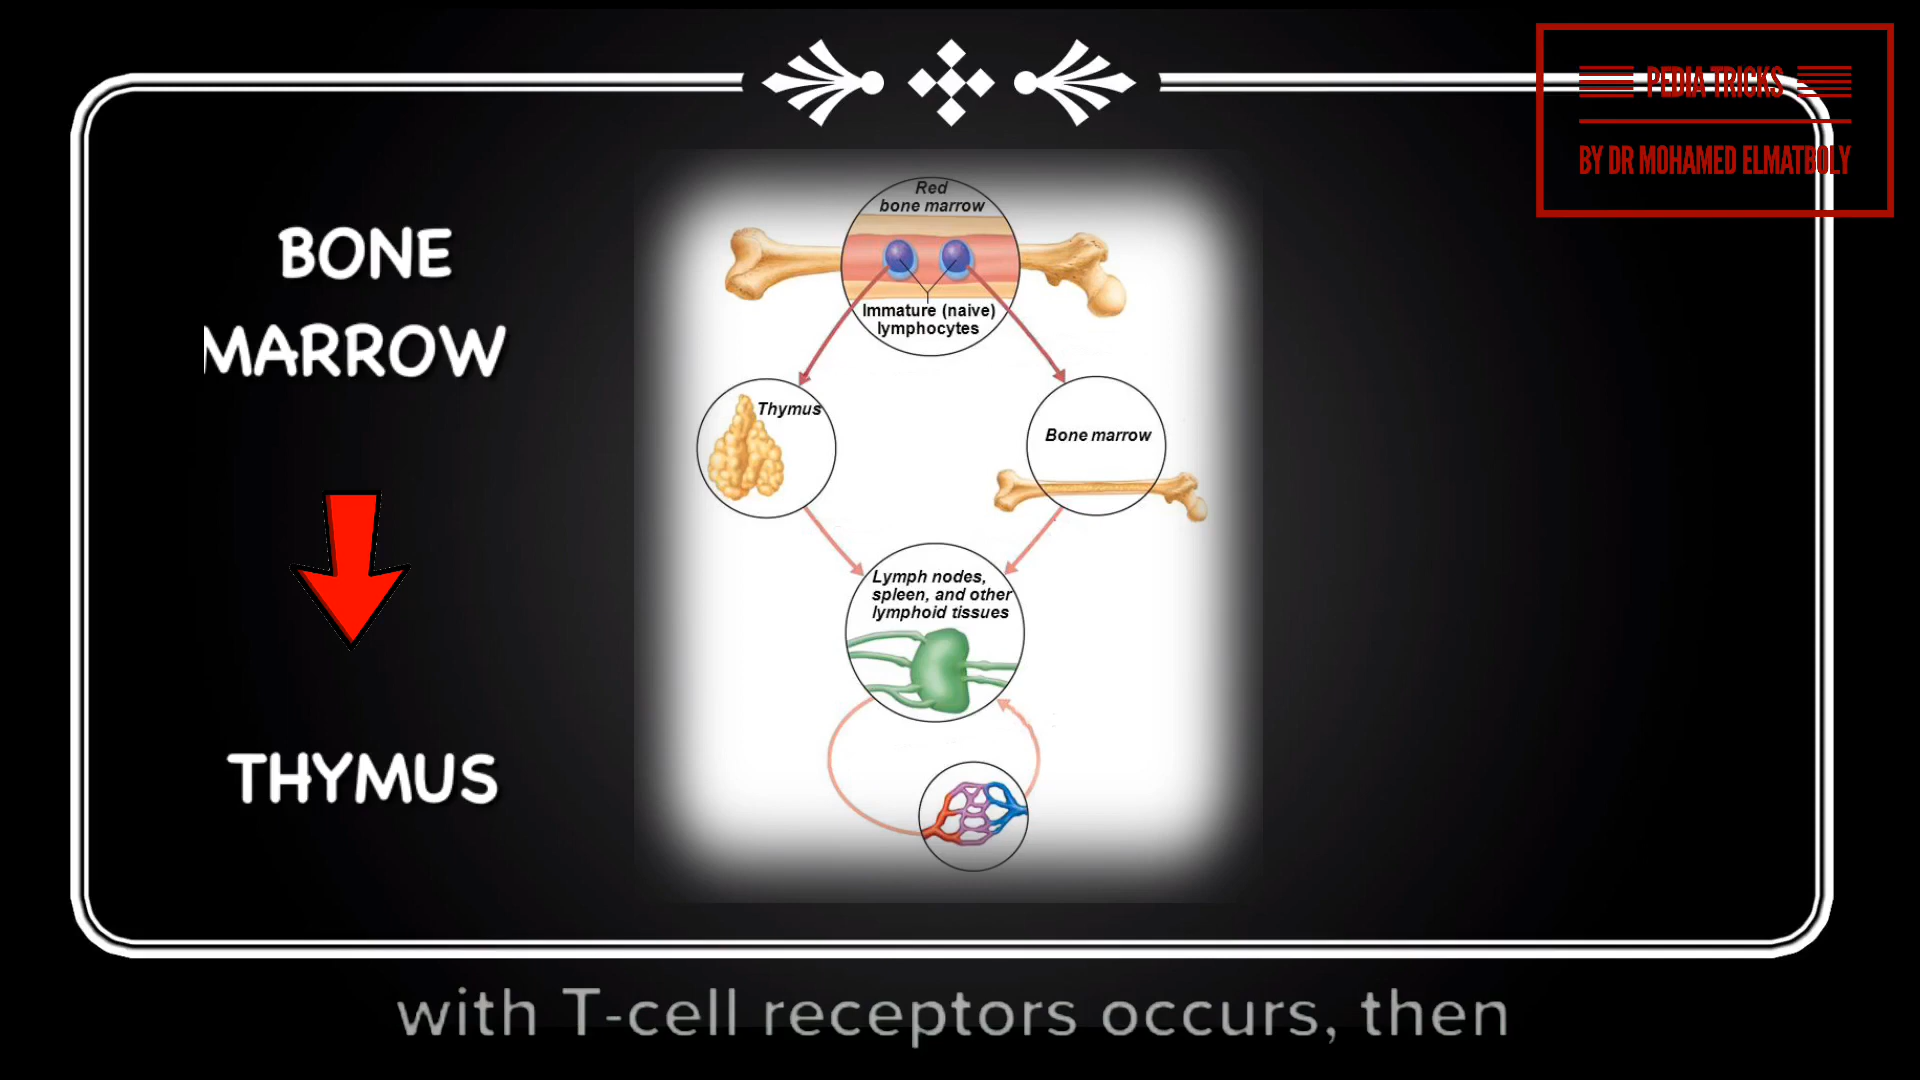 PEDIA TRICKS
BY DR MOHAMED ELMATBOLY
BONE
MARROW
THYMUS
Red
bone marrow
Immature (naive)
lymphocytes
Thymus
Bone marrow
Lymph nodes,
spleen, and other
lymphoid tissues
with T-cell receptors occurs, then